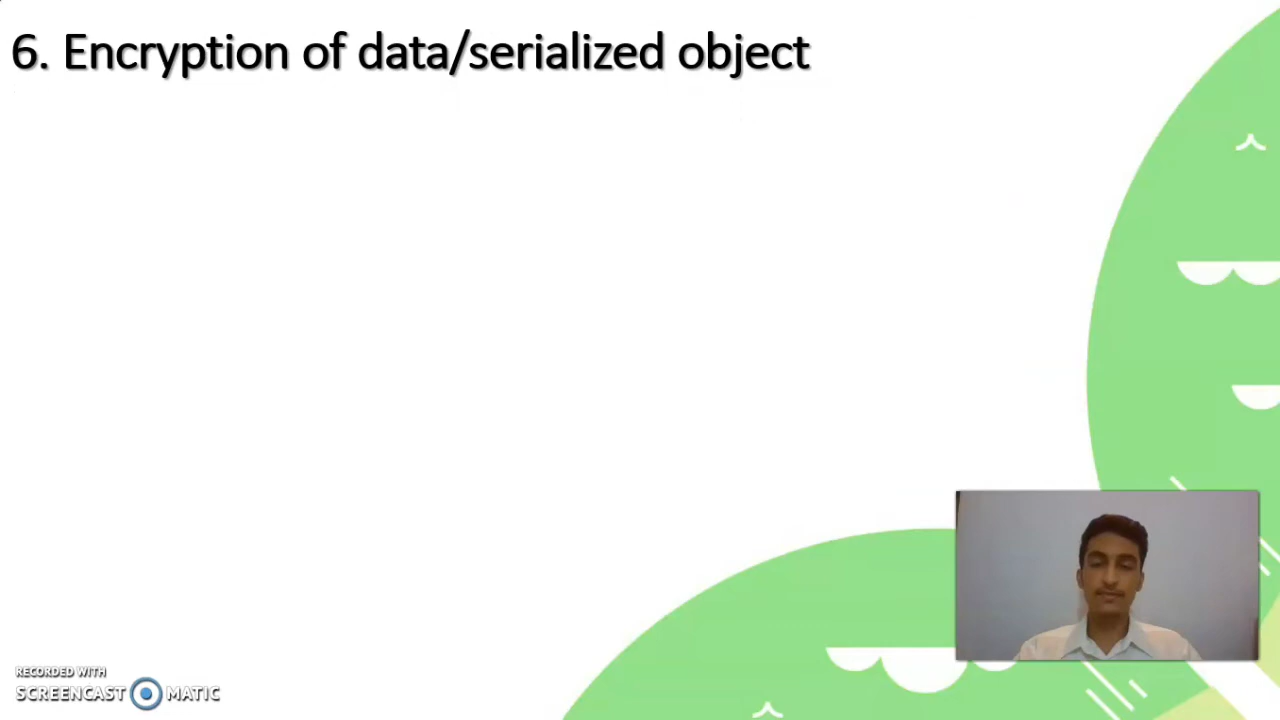 6. Encryption of data/serialized object
RECORDED WITH
SCREENCAST MATIC